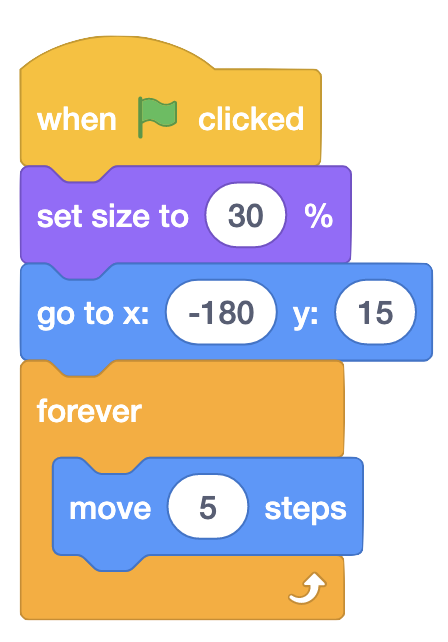 when clicked
set size to 30 %
go to x: -180 y: 15
forever
move 5 steps